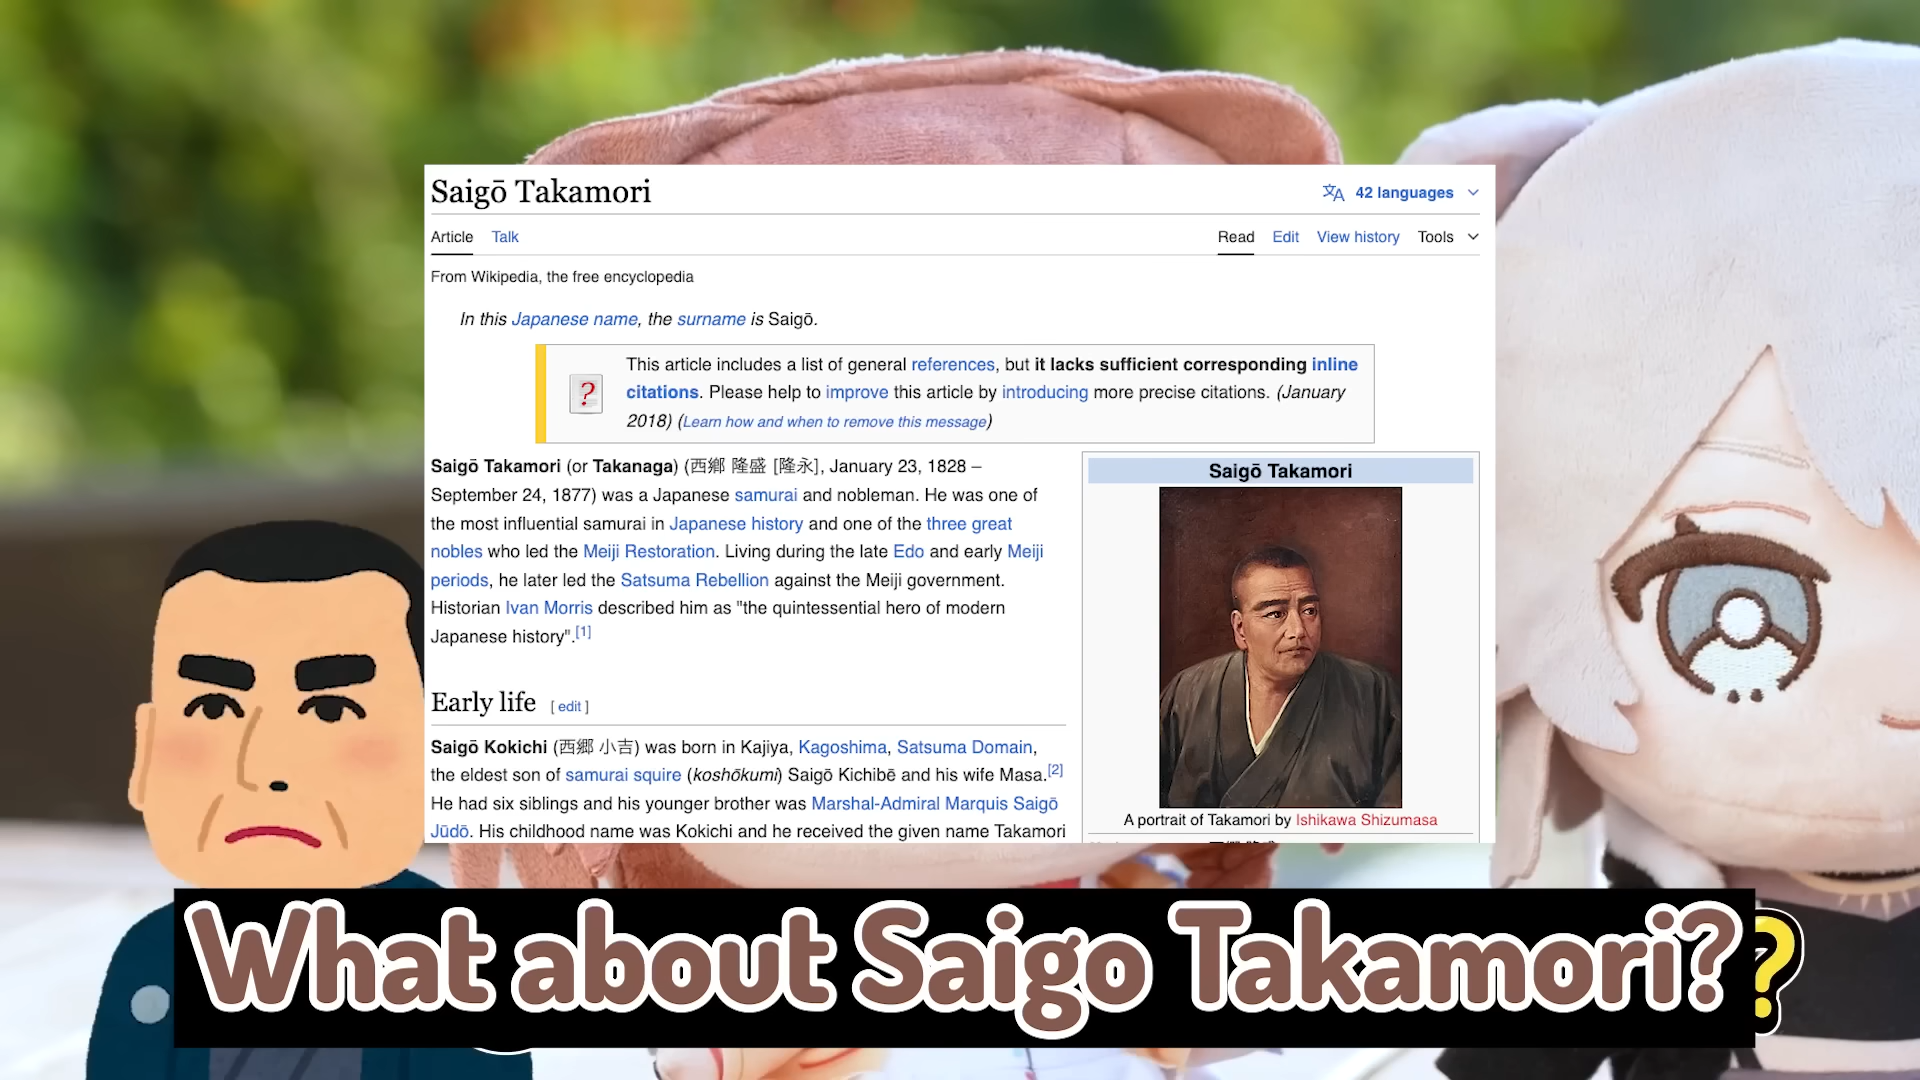 Saigō Takamori
42 languages
Article Talk
Read Edit View history Tools
From Wikipedia, the free encyclopedia
In this Japanese name, the surname is Saigō.
This article includes a list of general references, but it lacks sufficient corresponding inline
citations. Please help to improve this article by introducing more precise citations. (January
2018) (Learn how and when to remove this message)
Saigō Takamori (or Takanaga) (西郷 隆盛 [隆永], January 23, 1828 –
September 24, 1877) was a Japanese samurai and nobleman. He was one of
the most influential samurai in Japanese history and one of the three great
nobles who led the Meiji Restoration. Living during the late Edo and early Meiji
periods, he later led the Satsuma Rebellion against the Meiji government.
Historian Ivan Morris described him as "the quintessential hero of modern
Japanese history".[1]
Early life [ edit ]
Saigō Kokichi (西郷 小吉) was born in Kajiya, Kagoshima, Satsuma Domain,
the eldest son of samurai squire (koshōkumi) Saigō Kichibē and his wife Masa.[2]
He had six siblings and his younger brother was Marshal-Admiral Marquis Saigō
Jūdō. His childhood name was Kokichi and he received the given name Takamori
Saigō Takamori
A portrait of Takamori by Ishikawa Shizumasa
What about Saigo Takamori?
?